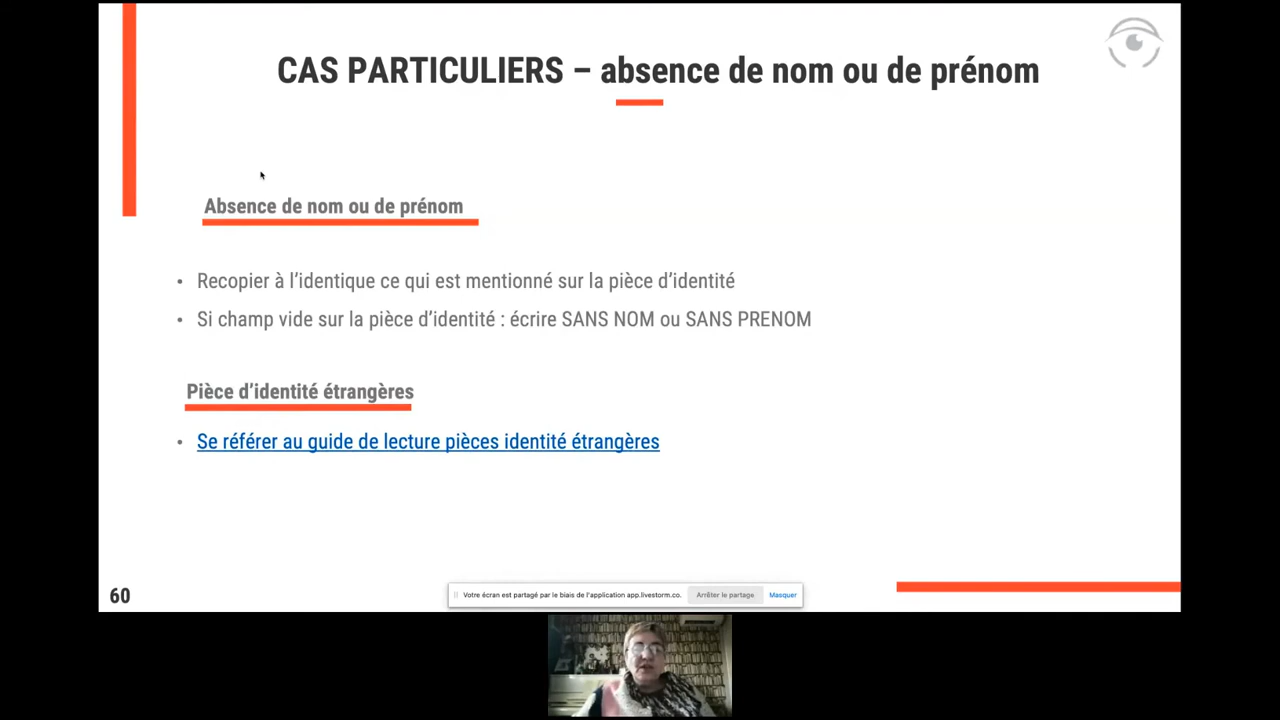 CAS PARTICULIERS – absence de nom ou de prénom
Absence de nom ou de prénom
• Recopier à l’identique ce qui est mentionné sur la pièce d’identité
• Si champ vide sur la pièce d’identité : écrire SANS NOM ou SANS PRENOM
Pièce d’identité étrangères
• Se référer au guide de lecture pièces identité étrangères
60
Votre écran est partagé par le biais de l'application app.livestorm.co. Arrêter le partage Masquer